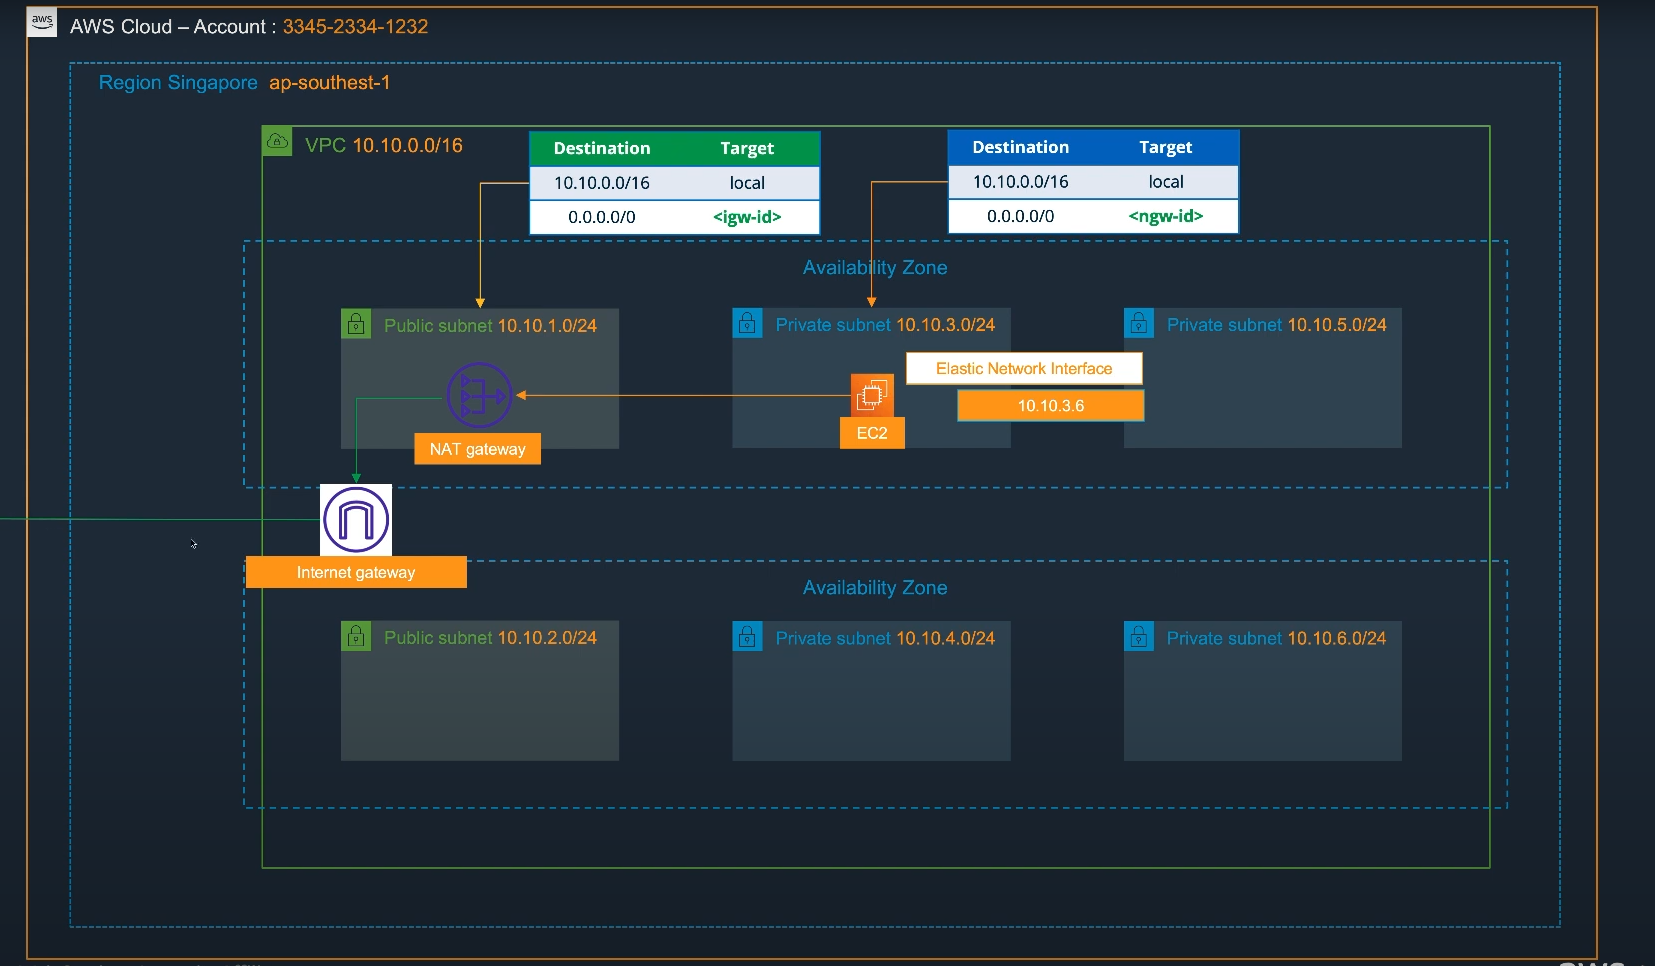 aws
AWS Cloud – Account : 3345-2334-1232
Region Singapore ap-southest-1
VPC 10.10.0.0/16
Destination Target
10.10.0.0/16 local
0.0.0.0/0 <igw-id>
Destination Target
10.10.0.0/16 local
0.0.0.0/0 <ngw-id>
Availability Zone
Public subnet 10.10.1.0/24
Private subnet 10.10.3.0/24
Private subnet 10.10.5.0/24
Elastic Network Interface
10.10.3.6
EC2
NAT gateway
Internet gateway
Availability Zone
Public subnet 10.10.2.0/24
Private subnet 10.10.4.0/24
Private subnet 10.10.6.0/24